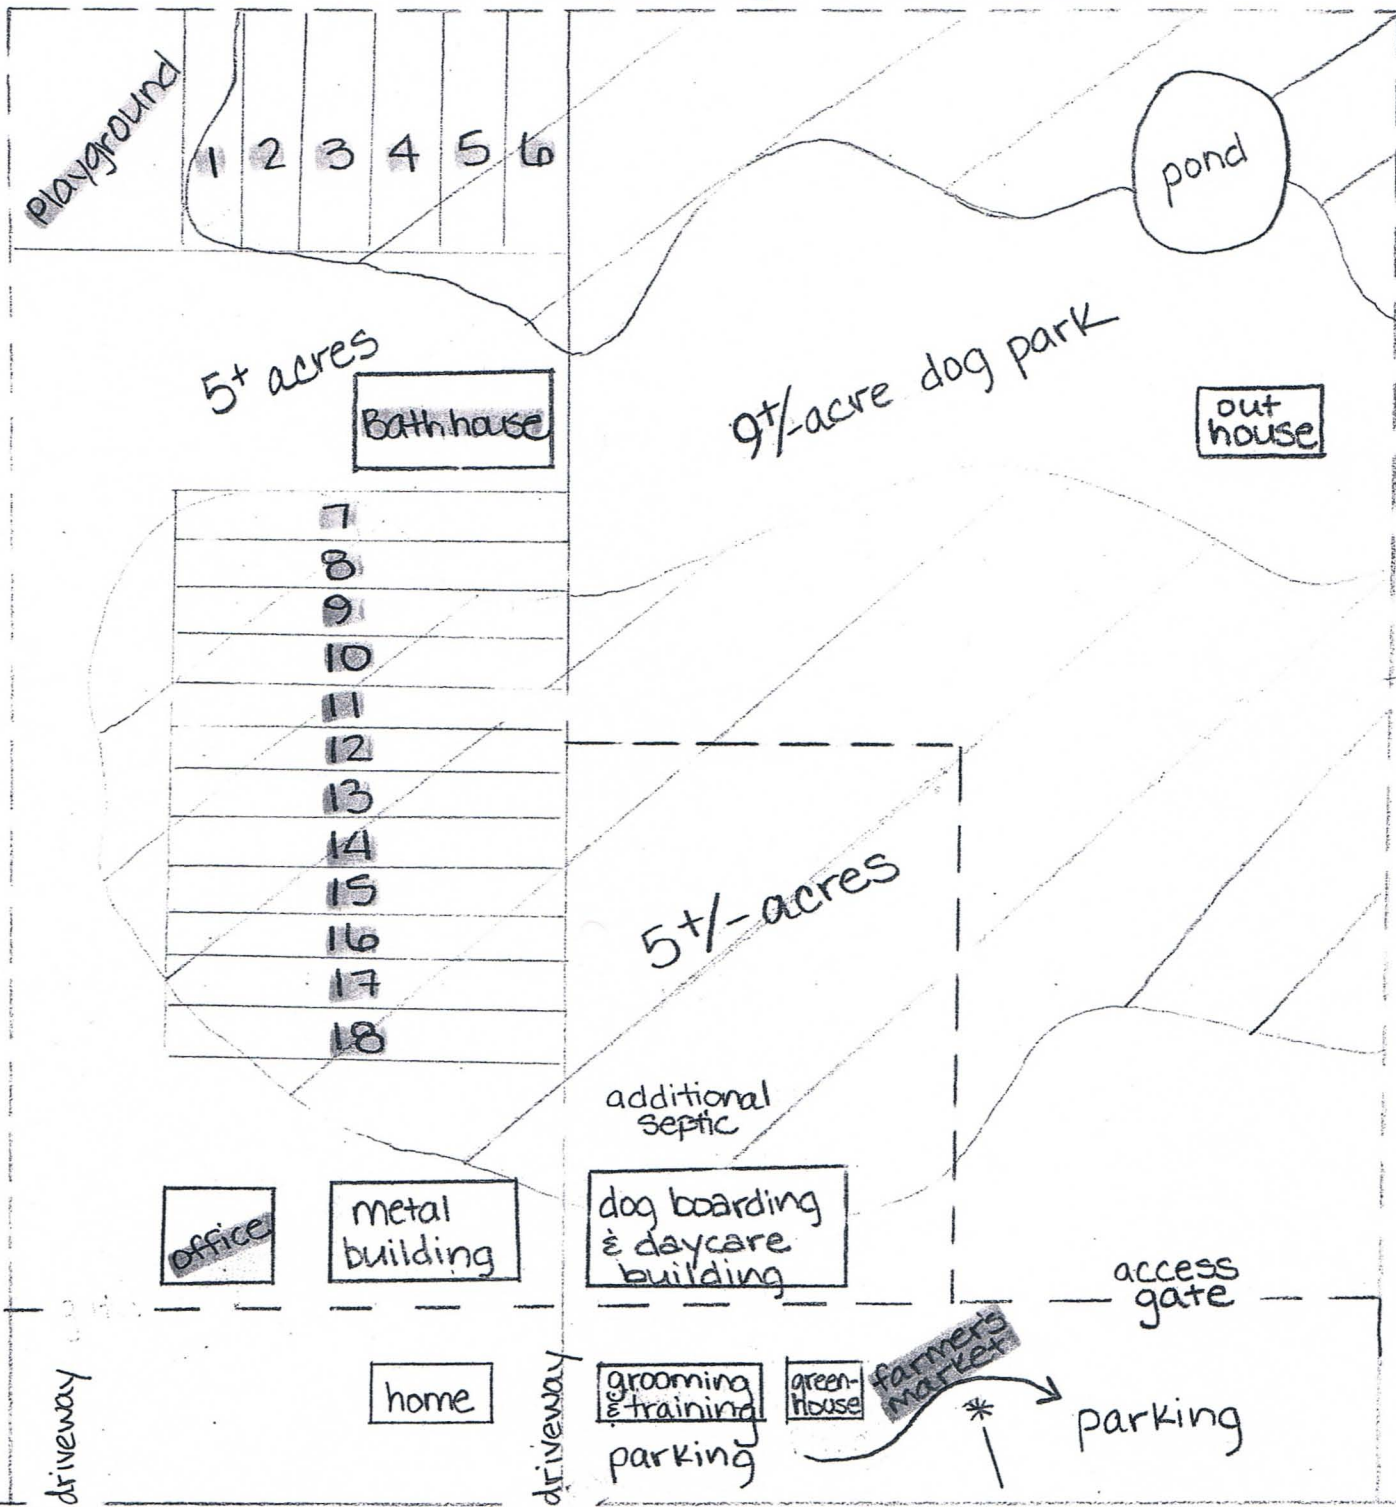 Playground
1 2 3 4 5 6
pond
5+ acres
Bathhouse
9+/-acre dog park
out
house
7
8
9
10
11
12
13
14
15
16
17
18
5+/- acres
additional
septic
office
metal
building
dog boarding
& daycare
building
access
gate
driveway
home
driveway
grooming
& training
parking
green-
house
farmer's
market
*
parking